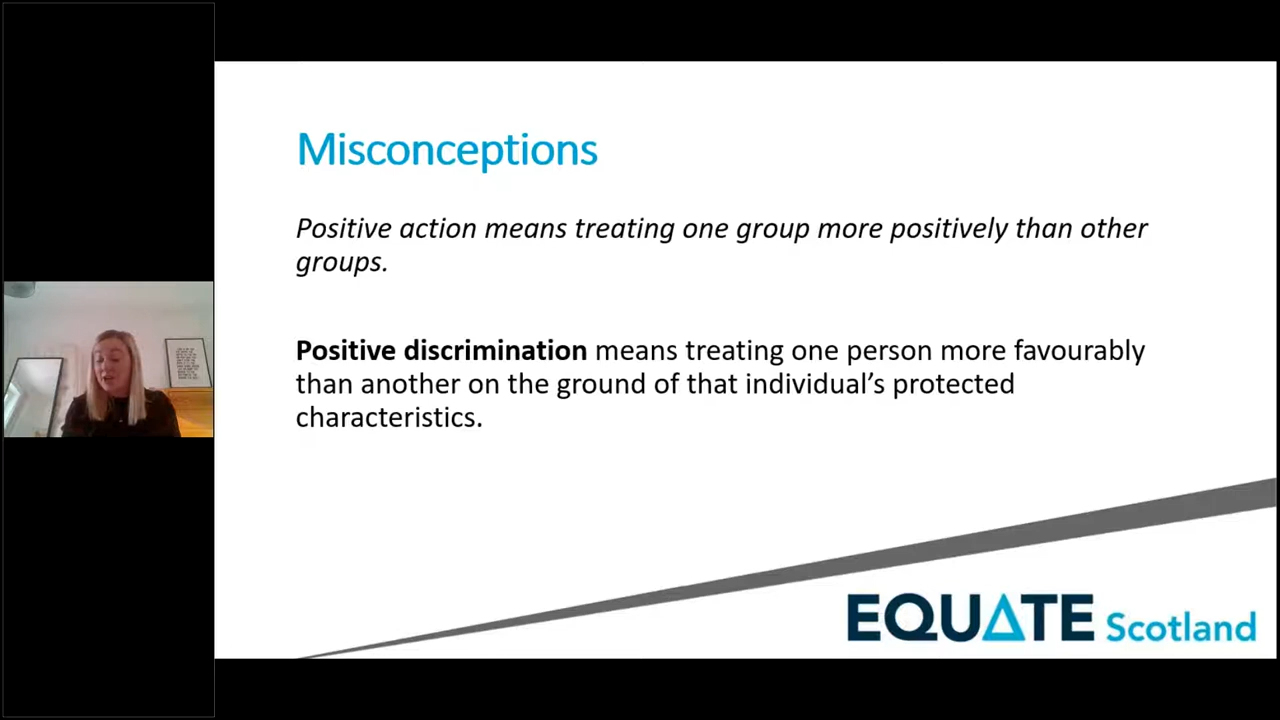 Misconceptions
Positive action means treating one group more positively than other
groups.
Positive discrimination means treating one person more favourably
than another on the ground of that individual’s protected
characteristics.
EQUATE Scotland